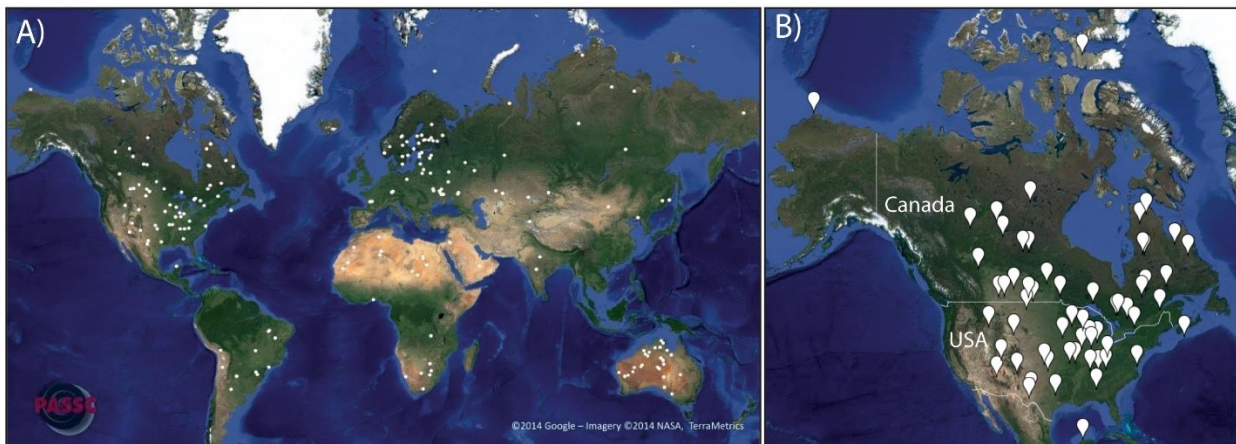 A)
PASSC
©2014 Google – Imagery ©2014 NASA, TerraMetrics
B)
Canada
USA